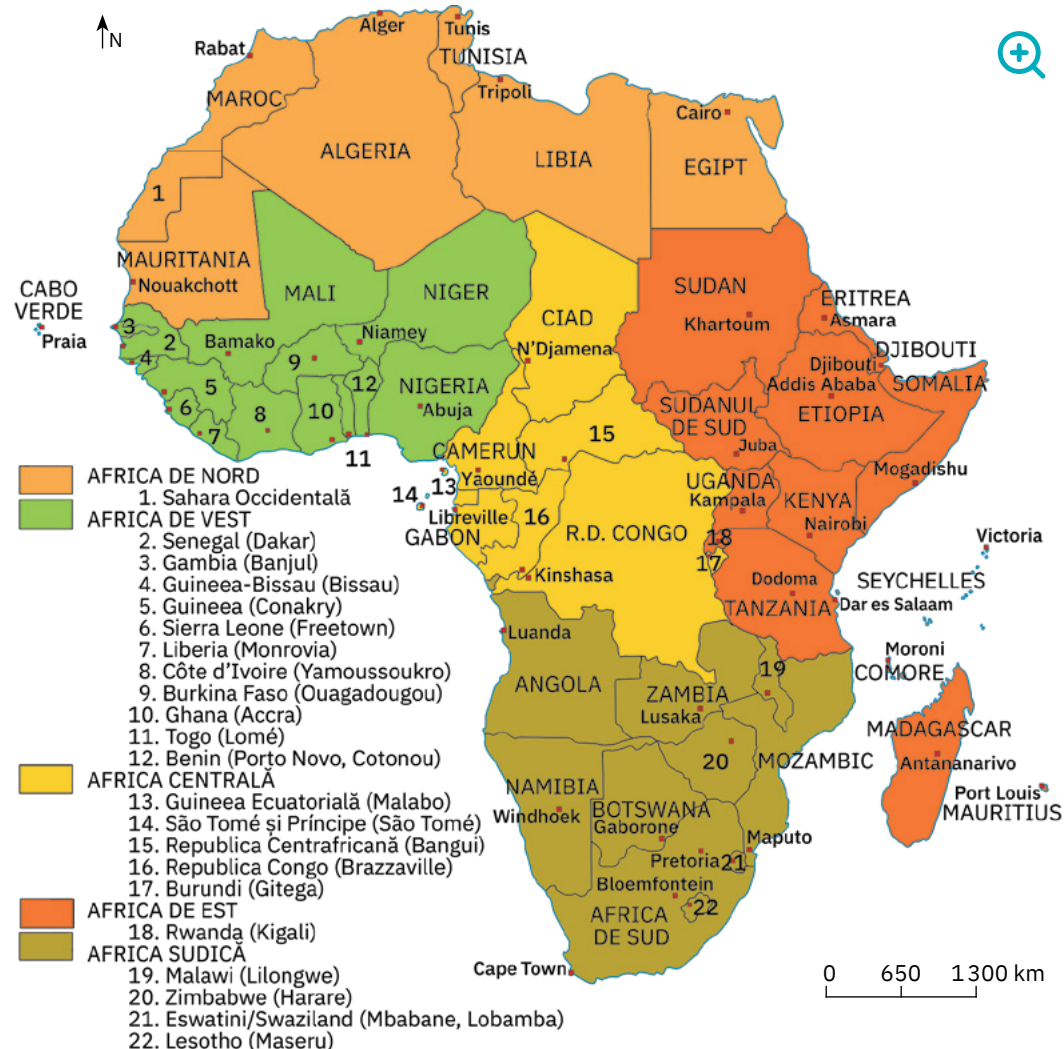 N
Alger
Tunis
Rabat
TUNISIA
Tripoli
MAROC
Cairo
ALGERIA
LIBIA
EGIPT
1
MAURITANIA
Nouakchott
CABO
VERDE
Praia
MALI
NIGER
SUDAN
Khartoum
ERITREA
Asmara
CIAD
N'Djamena
3
2
4
Bamako
Niamey
9
12
5
6
7
8
10
11
NIGERIA
Abuja
DJIBOUTI
Djibouti
Addis Ababa
SOMALIA
ETIOPIA
SUDANUL
DE SUD
Juba
15
CAMERUN
Yaoundé
13
14
Libreville
GABON
16
R.D. CONGO
Kinshasa
UGANDA
Kampala
KENYA
Nairobi
Mogadishu
18
17
Dodoma
TANZANIA
Dar es Salaam
Victoria
SEYCHELLES
Moroni
COMORE
Luanda
ANGOLA
ZAMBIA
Lusaka
19
20
MOZAMBIC
MADAGASCAR
Antananarivo
Port Louis
MAURITIUS
NAMIBIA
Windhoek
BOTSWANA
Gaborone
Maputo
Pretoria
21
Bloemfontein
22
AFRICA
DE SUD
Cape Town
0 650 1300 km
AFRICA DE NORD
1. Sahara Occidentală
AFRICA DE VEST
2. Senegal (Dakar)
3. Gambia (Banjul)
4. Guineea-Bissau (Bissau)
5. Guineea (Conakry)
6. Sierra Leone (Freetown)
7. Liberia (Monrovia)
8. Côte d'Ivoire (Yamoussoukro)
9. Burkina Faso (Ouagadougou)
10. Ghana (Accra)
11. Togo (Lomé)
12. Benin (Porto Novo, Cotonou)
AFRICA CENTRALĂ
13. Guineea Ecuatorială (Malabo)
14. São Tomé și Príncipe (São Tomé)
15. Republica Centrafricană (Bangui)
16. Republica Congo (Brazzaville)
17. Burundi (Gitega)
AFRICA DE EST
18. Rwanda (Kigali)
AFRICA SUDICĂ
19. Malawi (Lilongwe)
20. Zimbabwe (Harare)
21. Eswatini/Swaziland (Mbabane, Lobamba)
22. Lesotho (Maseru)